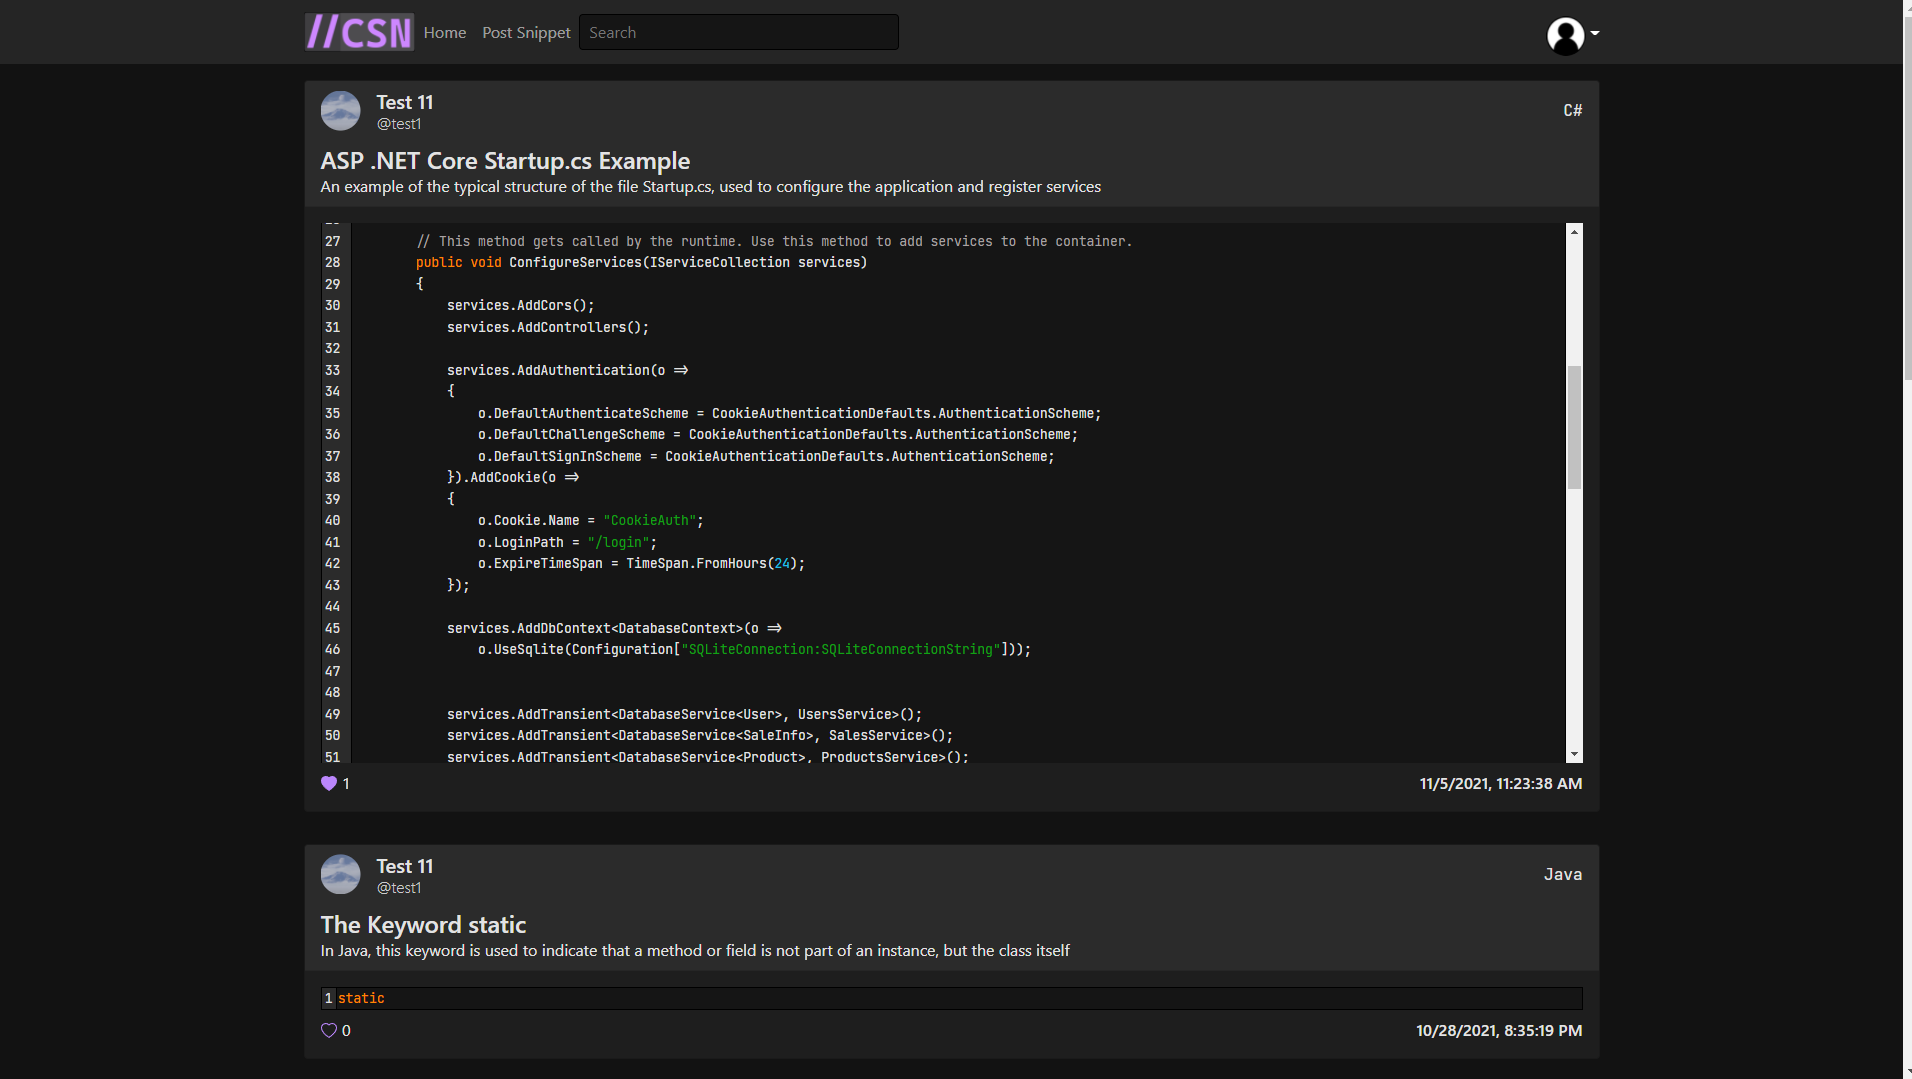 //CSN Home Post Snippet Search
Test 11
@test1
C#
ASP .NET Core Startup.cs Example
An example of the typical structure of the file Startup.cs, used to configure the application and register services
27 // This method gets called by the runtime. Use this method to add services to the container.
28 public void ConfigureServices(IServiceCollection services)
29 {
30 services.AddCors();
31 services.AddControllers();
32
33 services.AddAuthentication(o =>
34 {
35 o.DefaultAuthenticateScheme = CookieAuthenticationDefaults.AuthenticationScheme;
36 o.DefaultChallengeScheme = CookieAuthenticationDefaults.AuthenticationScheme;
37 o.DefaultSignInScheme = CookieAuthenticationDefaults.AuthenticationScheme;
38 }).AddCookie(o =>
39 {
40 o.Cookie.Name = "CookieAuth";
41 o.LoginPath = "/login";
42 o.ExpireTimeSpan = TimeSpan.FromHours(24);
43 });
44
45 services.AddDbContext<DatabaseContext>(o =>
46 o.UseSqlite(Configuration["SQLiteConnection:SQLiteConnectionString"]));
47
48
49 services.AddTransient<DatabaseService<User>, UsersService>();
50 services.AddTransient<DatabaseService<SaleInfo>, SalesService>();
51 services.AddTransient<DatabaseService<Product>, ProductsService>();
1
11/5/2021, 11:23:38 AM
Test 11
@test1
Java
The Keyword static
In Java, this keyword is used to indicate that a method or field is not part of an instance, but the class itself
1 static
0
10/28/2021, 8:35:19 PM